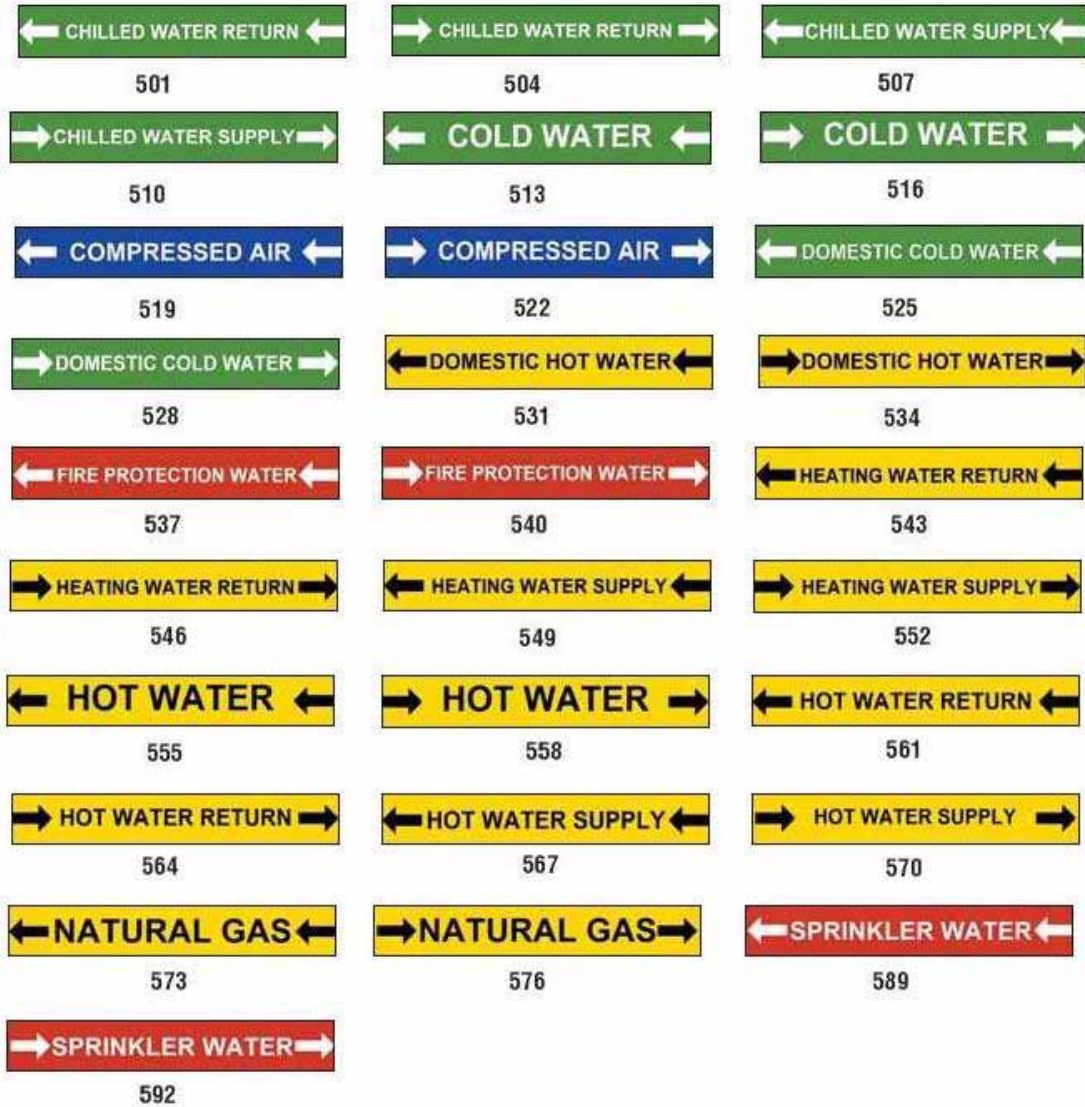 CHILLED WATER RETURN
CHILLED WATER RETURN
CHILLED WATER SUPPLY
501
504
507
CHILLED WATER SUPPLY
COLD WATER
COLD WATER
510
513
516
COMPRESSED AIR
COMPRESSED AIR
DOMESTIC COLD WATER
519
522
525
DOMESTIC COLD WATER
DOMESTIC HOT WATER
DOMESTIC HOT WATER
528
531
534
FIRE PROTECTION WATER
FIRE PROTECTION WATER
HEATING WATER RETURN
537
540
543
HEATING WATER RETURN
HEATING WATER SUPPLY
HEATING WATER SUPPLY
546
549
552
HOT WATER
HOT WATER
HOT WATER RETURN
555
558
561
HOT WATER RETURN
HOT WATER SUPPLY
HOT WATER SUPPLY
564
567
570
NATURAL GAS
NATURAL GAS
SPRINKLER WATER
573
576
589
SPRINKLER WATER
592